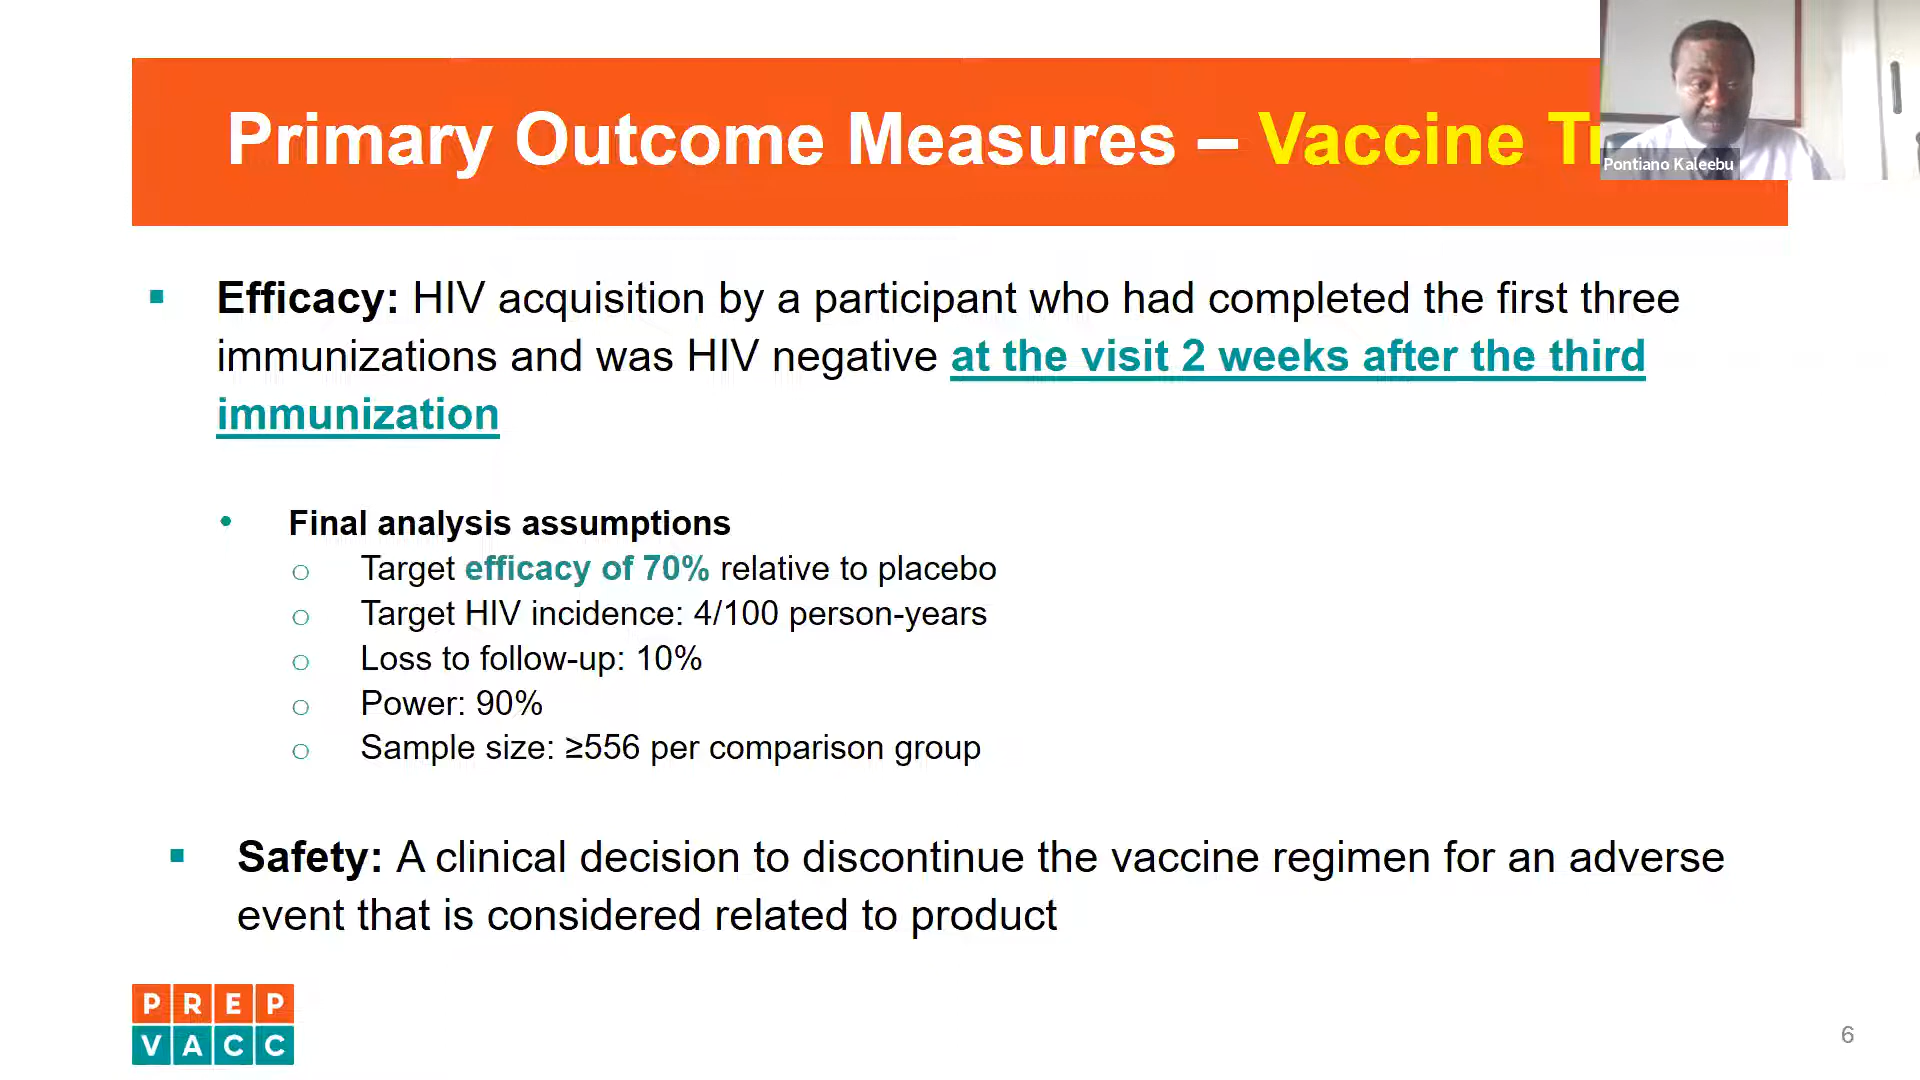 Primary Outcome Measures – Vaccine
Pontiano Kaleebu
▪ Efficacy: HIV acquisition by a participant who had completed the first three
immunizations and was HIV negative at the visit 2 weeks after the third
immunization
• Final analysis assumptions
o Target efficacy of 70% relative to placebo
o Target HIV incidence: 4/100 person-years
o Loss to follow-up: 10%
o Power: 90%
o Sample size: ≥556 per comparison group
▪ Safety: A clinical decision to discontinue the vaccine regimen for an adverse
event that is considered related to product
PREP
VACC
6